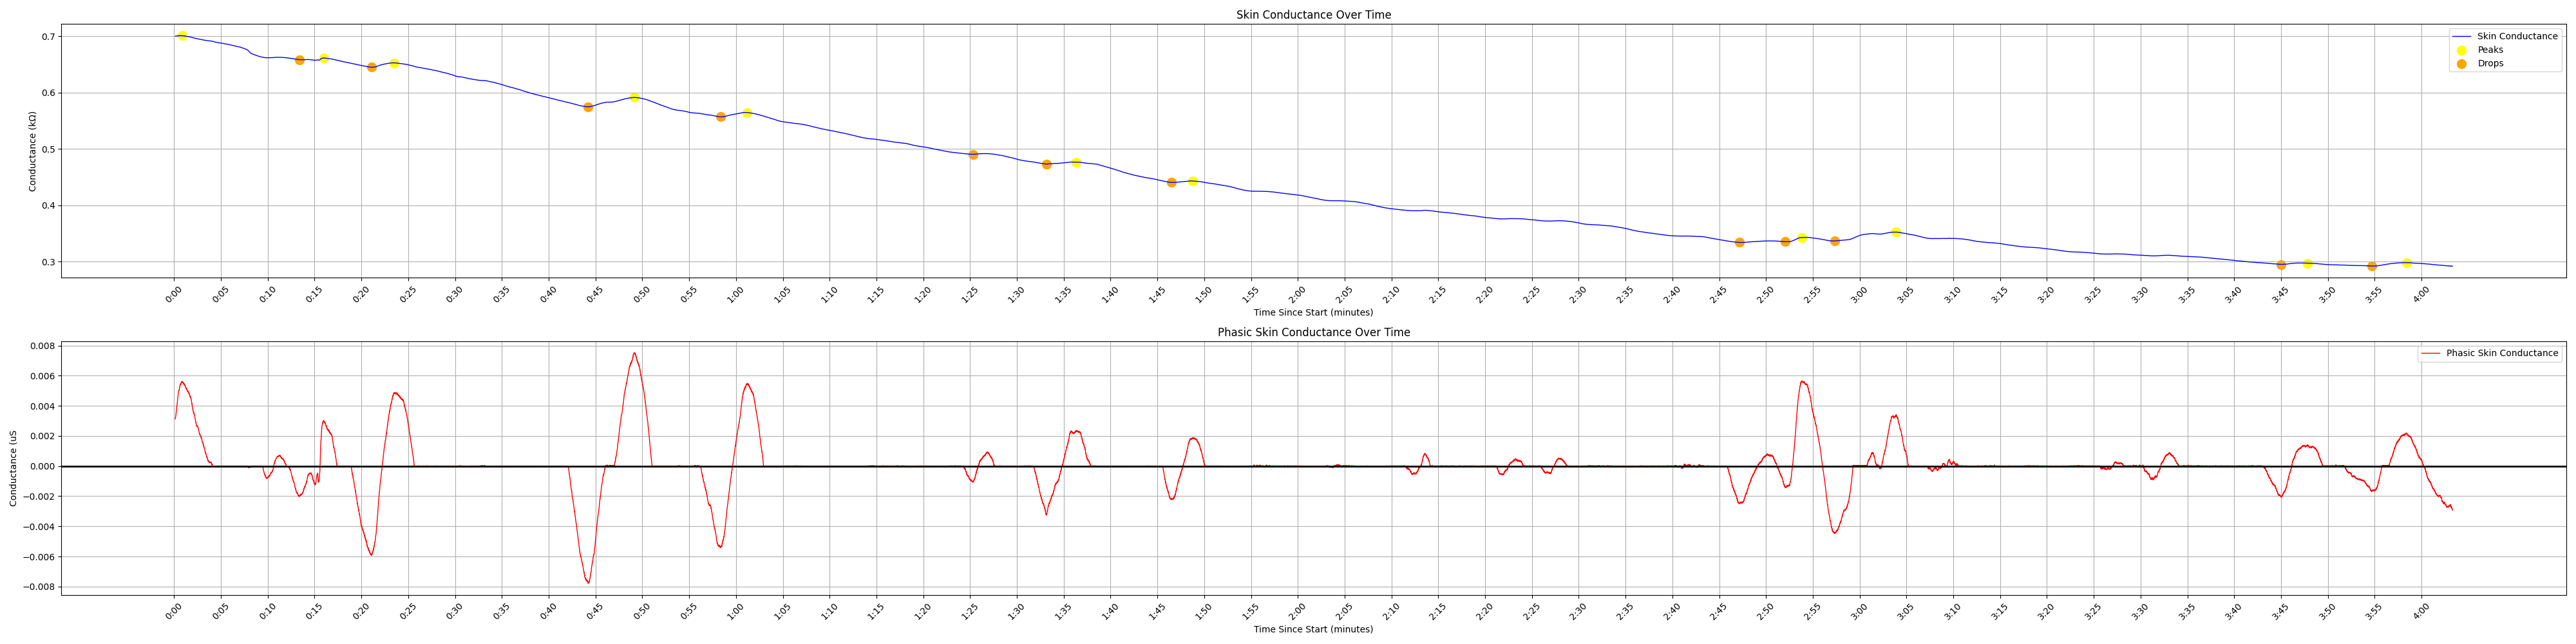 Skin Conductance Over Time
Conductance (kΩ)
0.7
0.6
0.5
0.4
0.3
Skin Conductance
Peaks
Drops
0:00 0:05 0:10 0:15 0:20 0:25 0:30 0:35 0:40 0:45 0:50 0:55 1:00 1:05 1:10 1:15 1:20 1:25 1:30 1:35 1:40 1:45 1:50 1:55 2:00 2:05 2:10 2:15 2:20 2:25 2:30 2:35 2:40 2:45 2:50 2:55 3:00 3:05 3:10 3:15 3:20 3:25 3:30 3:35 3:40 3:45 3:50 3:55 4:00
Time Since Start (minutes)
Phasic Skin Conductance Over Time
Conductance (uS
0.008
0.006
0.004
0.002
0.000
−0.002
−0.004
−0.006
−0.008
Phasic Skin Conductance
0:00 0:05 0:10 0:15 0:20 0:25 0:30 0:35 0:40 0:45 0:50 0:55 1:00 1:05 1:10 1:15 1:20 1:25 1:30 1:35 1:40 1:45 1:50 1:55 2:00 2:05 2:10 2:15 2:20 2:25 2:30 2:35 2:40 2:45 2:50 2:55 3:00 3:05 3:10 3:15 3:20 3:25 3:30 3:35 3:40 3:45 3:50 3:55 4:00
Time Since Start (minutes)